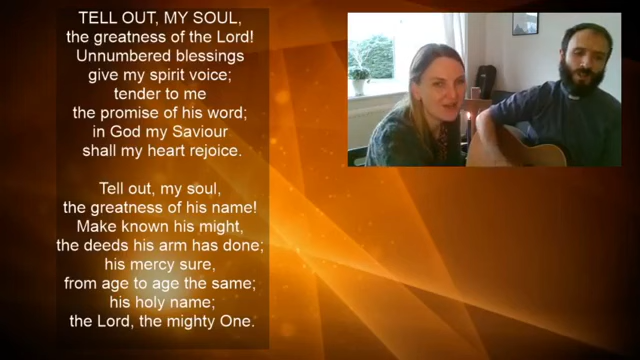 TELL OUT, MY SOUL,
the greatness of the Lord!
Unnumbered blessings
give my spirit voice;
tender to me
the promise of his word;
in God my Saviour
shall my heart rejoice.
Tell out, my soul,
the greatness of his name!
Make known his might,
the deeds his arm has done;
his mercy sure,
from age to age the same;
his holy name;
the Lord, the mighty One.